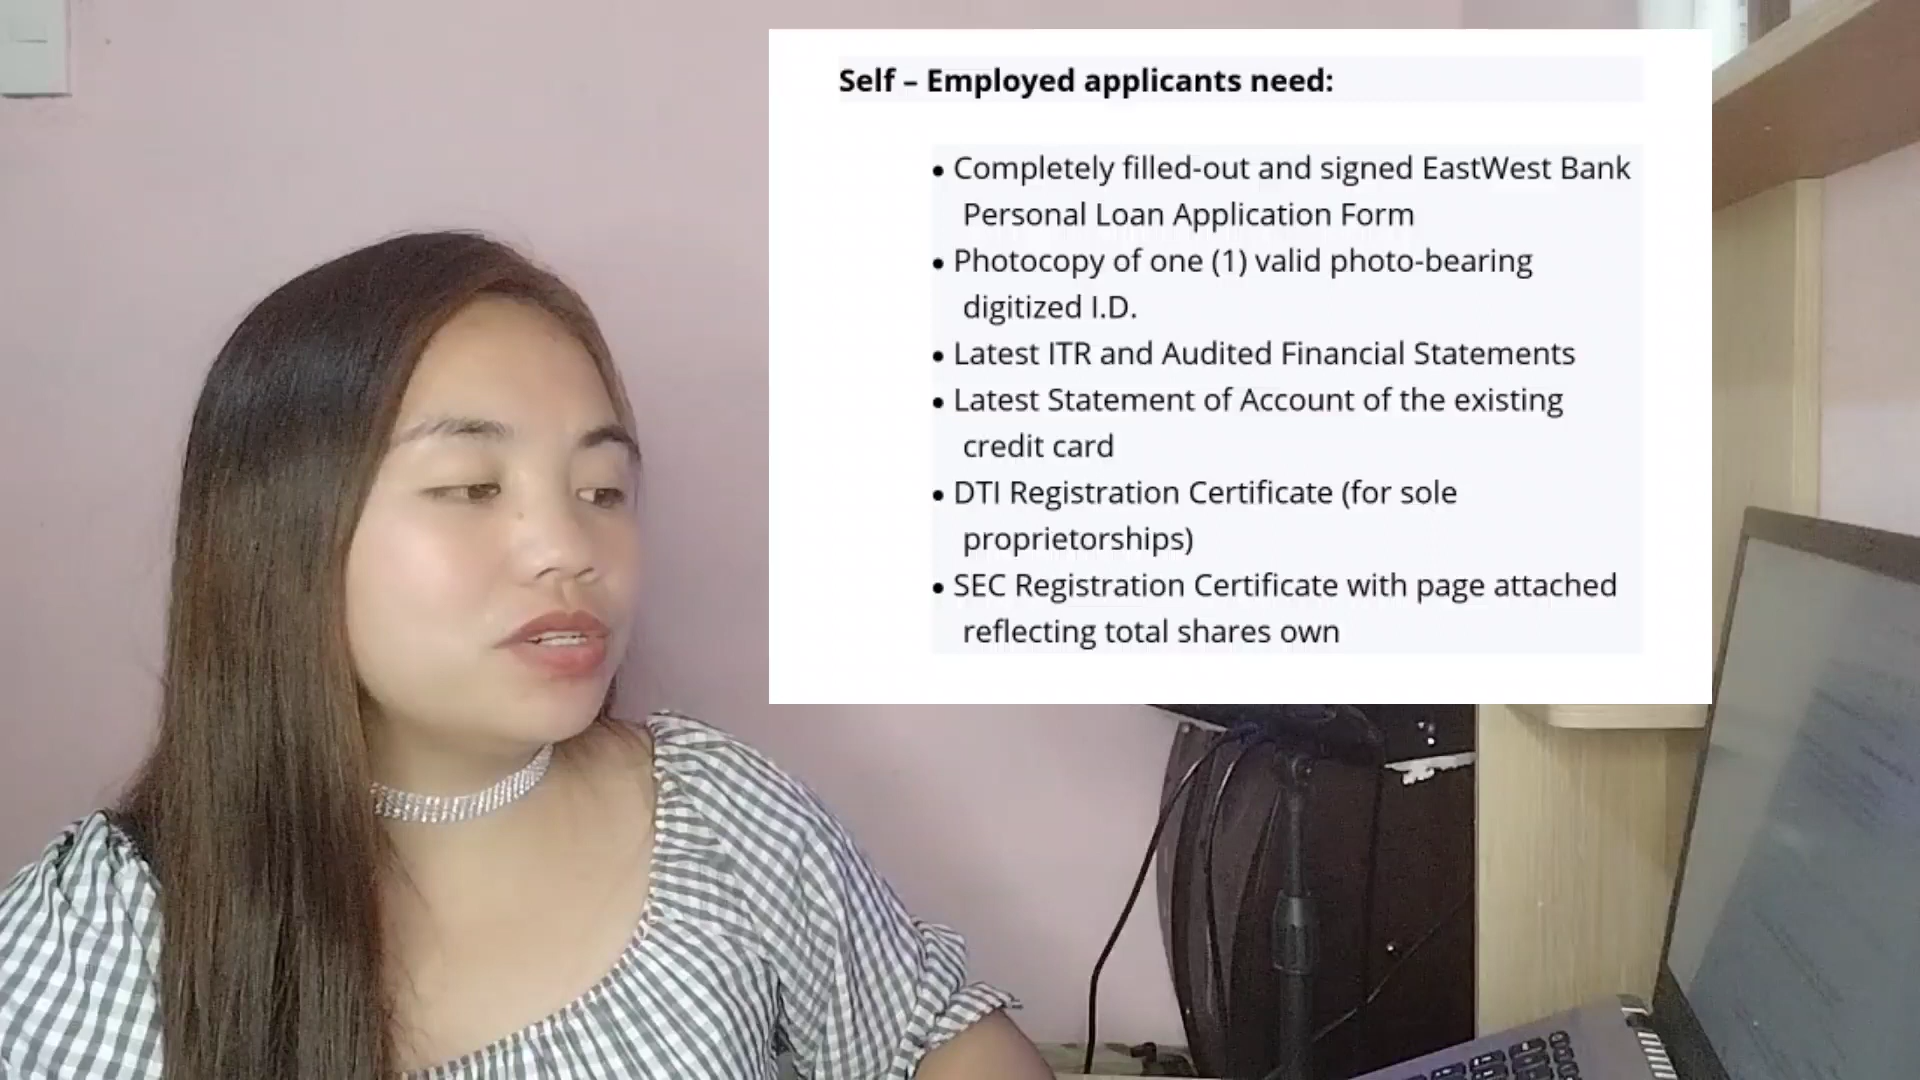 Self – Employed applicants need:
• Completely filled-out and signed EastWest Bank
Personal Loan Application Form
• Photocopy of one (1) valid photo-bearing
digitized I.D.
• Latest ITR and Audited Financial Statements
• Latest Statement of Account of the existing
credit card
• DTI Registration Certificate (for sole
proprietorships)
• SEC Registration Certificate with page attached
reflecting total shares own